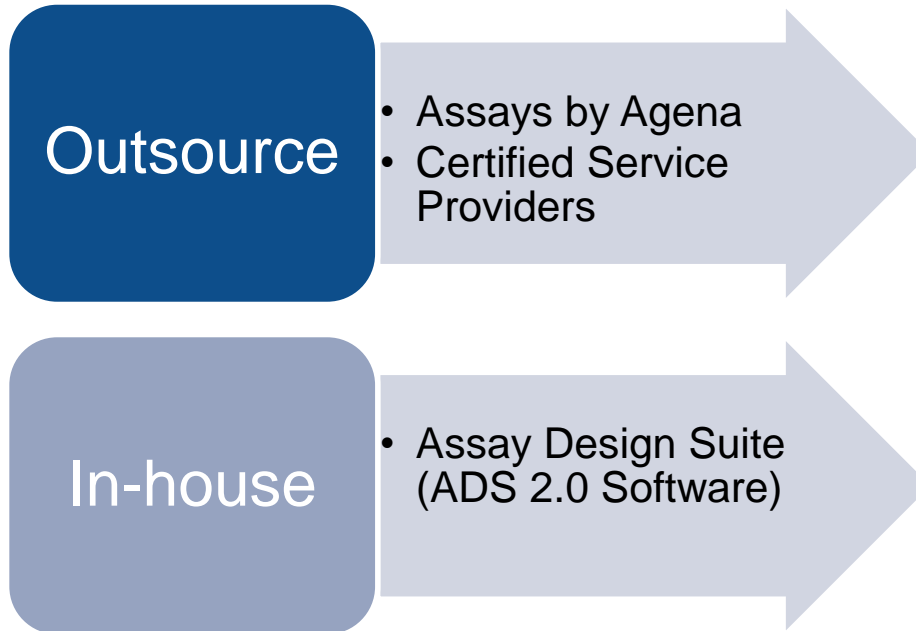 Outsource
• Assays by Agena
• Certified Service
Providers
In-house
• Assay Design Suite
(ADS 2.0 Software)